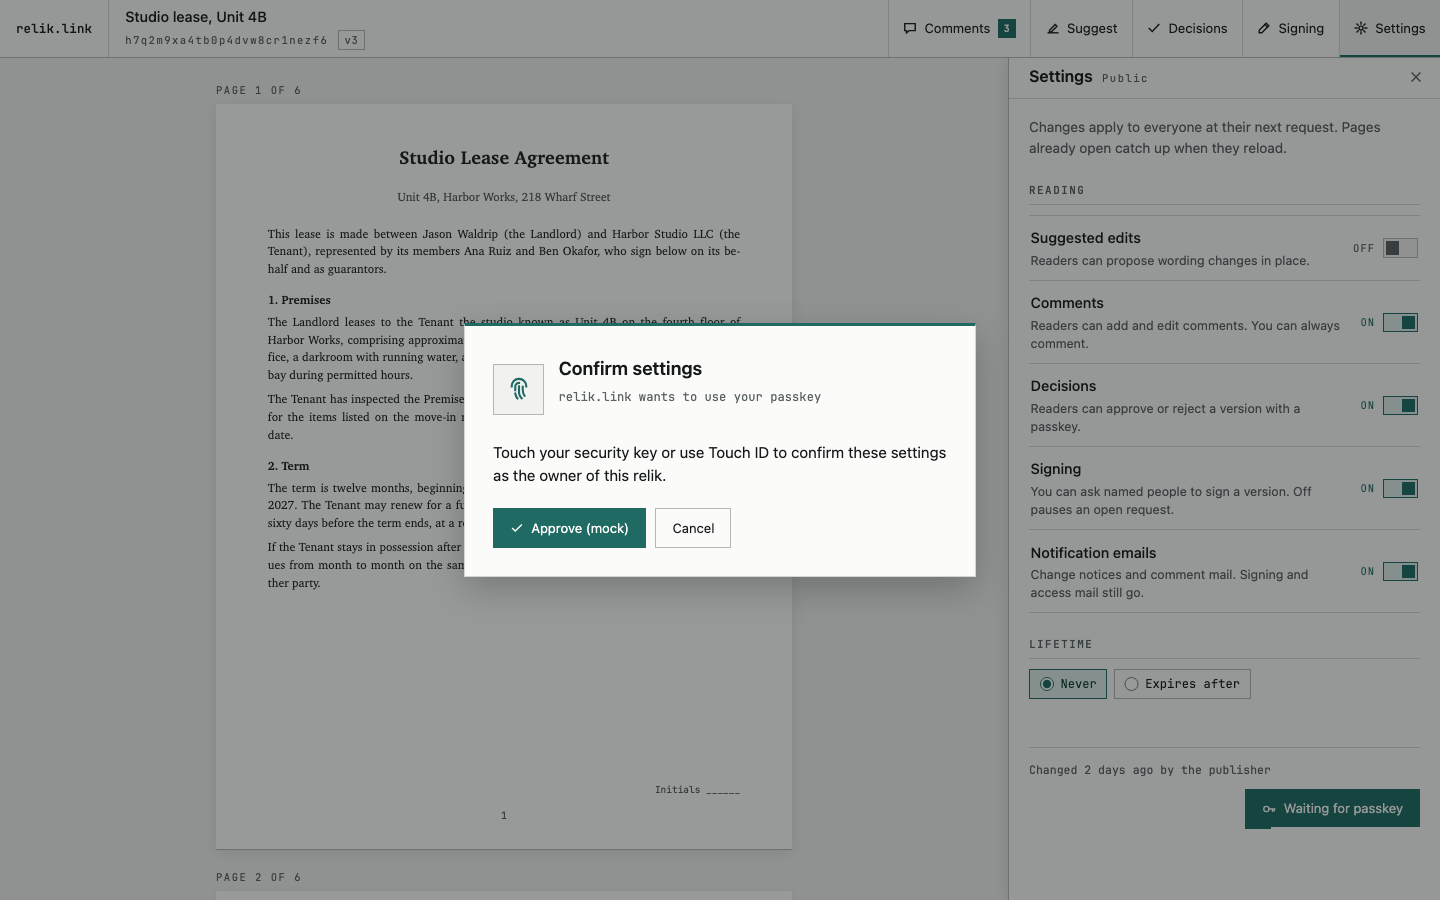 relik.link
Studio lease, Unit 4B
h7q2m9xa4tb0p4dvw8cr1nezf6 v3
Comments 3
Suggest
Decisions
Signing
Settings
PAGE 1 OF 6
Studio Lease Agreement
Unit 4B, Harbor Works, 218 Wharf Street
This lease is made between Jason Waldrip (the Landlord) and Harbor Studio LLC (the
Tenant), represented by its members Ana Ruiz and Ben Okafor, who sign below on its be-
half and as guarantors.
1. Premises
The Landlord leases to the Tenant the studio known as Unit 4B on the fourth floor of
Harbor Works, comprising approxima
fice, a darkroom with running water, a
bay during permitted hours.
The Tenant has inspected the Premise
for the items listed on the move-in
date.
2. Term
The term is twelve months, beginning
2027. The Tenant may renew for a fu
sixty days before the term ends, at a re
If the Tenant stays in possession after
ues from month to month on the sam
ther party.
Initials ______
1
PAGE 2 OF 6
Confirm settings
relik.link wants to use your passkey
Touch your security key or use Touch ID to confirm these settings
as the owner of this relik.
Approve (mock)
Cancel
Settings Public
Changes apply to everyone at their next request. Pages
already open catch up when they reload.
READING
Suggested edits
Readers can propose wording changes in place.
OFF
Comments
Readers can add and edit comments. You can always
comment.
ON
Decisions
Readers can approve or reject a version with a
passkey.
ON
Signing
You can ask named people to sign a version. Off
pauses an open request.
ON
Notification emails
Change notices and comment mail. Signing and
access mail still go.
ON
LIFETIME
Never
Expires after
Changed 2 days ago by the publisher
Waiting for passkey